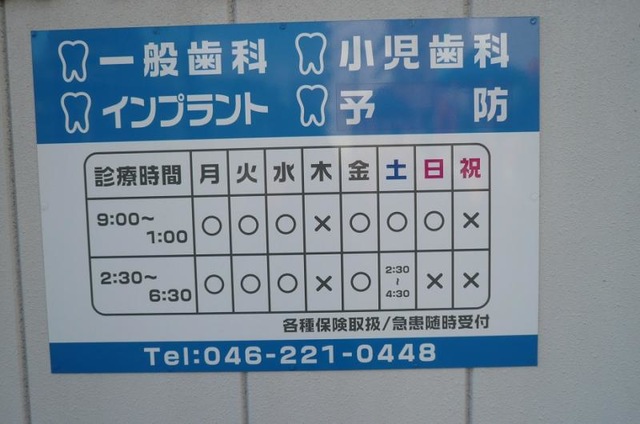 一般歯科 小児歯科
インプラント 予防
診療時間 月 火 水 木 金 土 日 祝
9:00~1:00 ○ ○ ○ × ○ ○ ○ ×
2:30~6:30 ○ ○ ○ × ○ 2:30~4:30 × ×
各種保険取扱/急患随時受付
Tel:046-221-0448